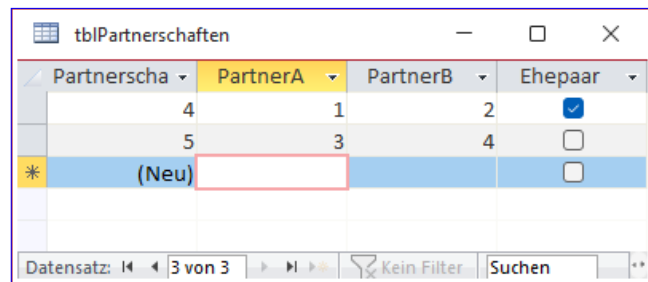 tblPartnerschaften
Partnerscha PartnerA PartnerB Ehepaar
4 1 2
5 3 4
(Neu)
Datensatz: 3 von 3 Kein Filter Suchen